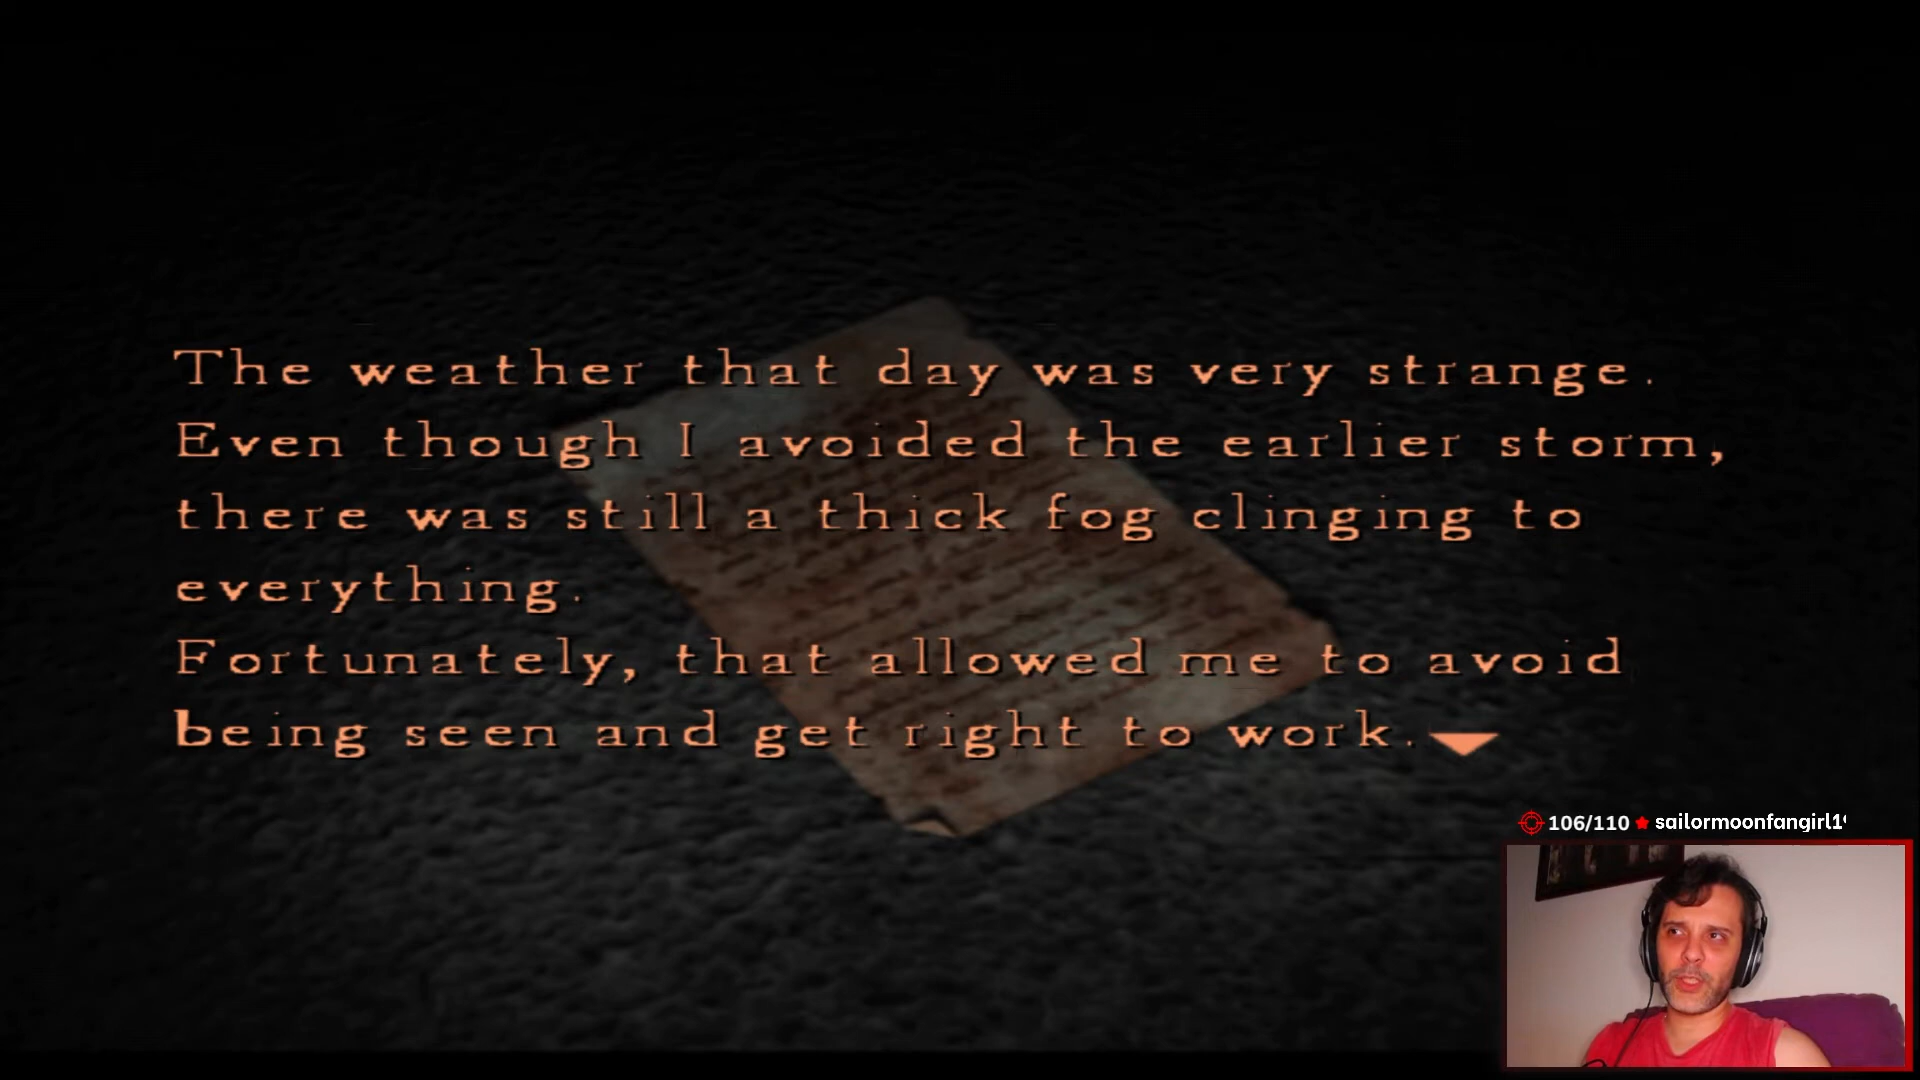 The weather that day was very strange.
Even though I avoided the earlier storm,
there was still a thick fog clinging to
everything.
Fortunately, that allowed me to avoid
being seen and get right to work.
106/110 sailormoonfangirl1